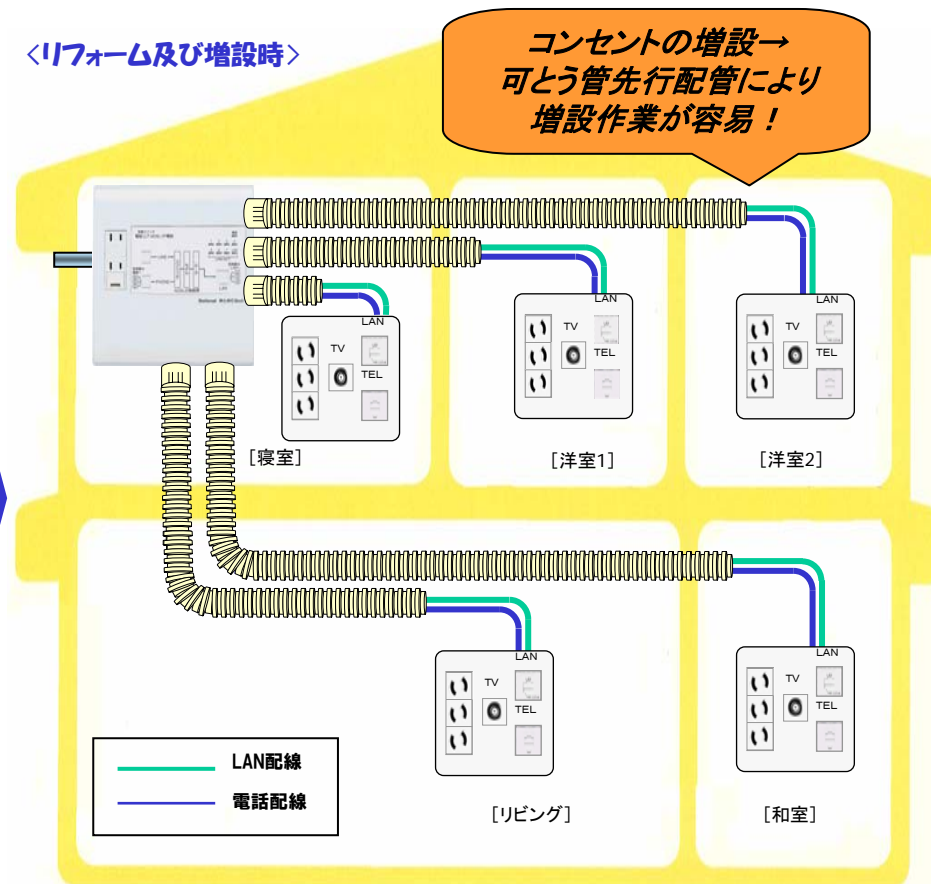 <リフォーム及び増設時>
コンセントの増設→
可とう管先行配管により
増設作業が容易！
LAN
TV
TEL
[寝室]
LAN
TV
TEL
[洋室1]
LAN
TV
TEL
[洋室2]
LAN
TV
TEL
[リビング]
LAN
TV
TEL
[和室]
LAN配線
電話配線